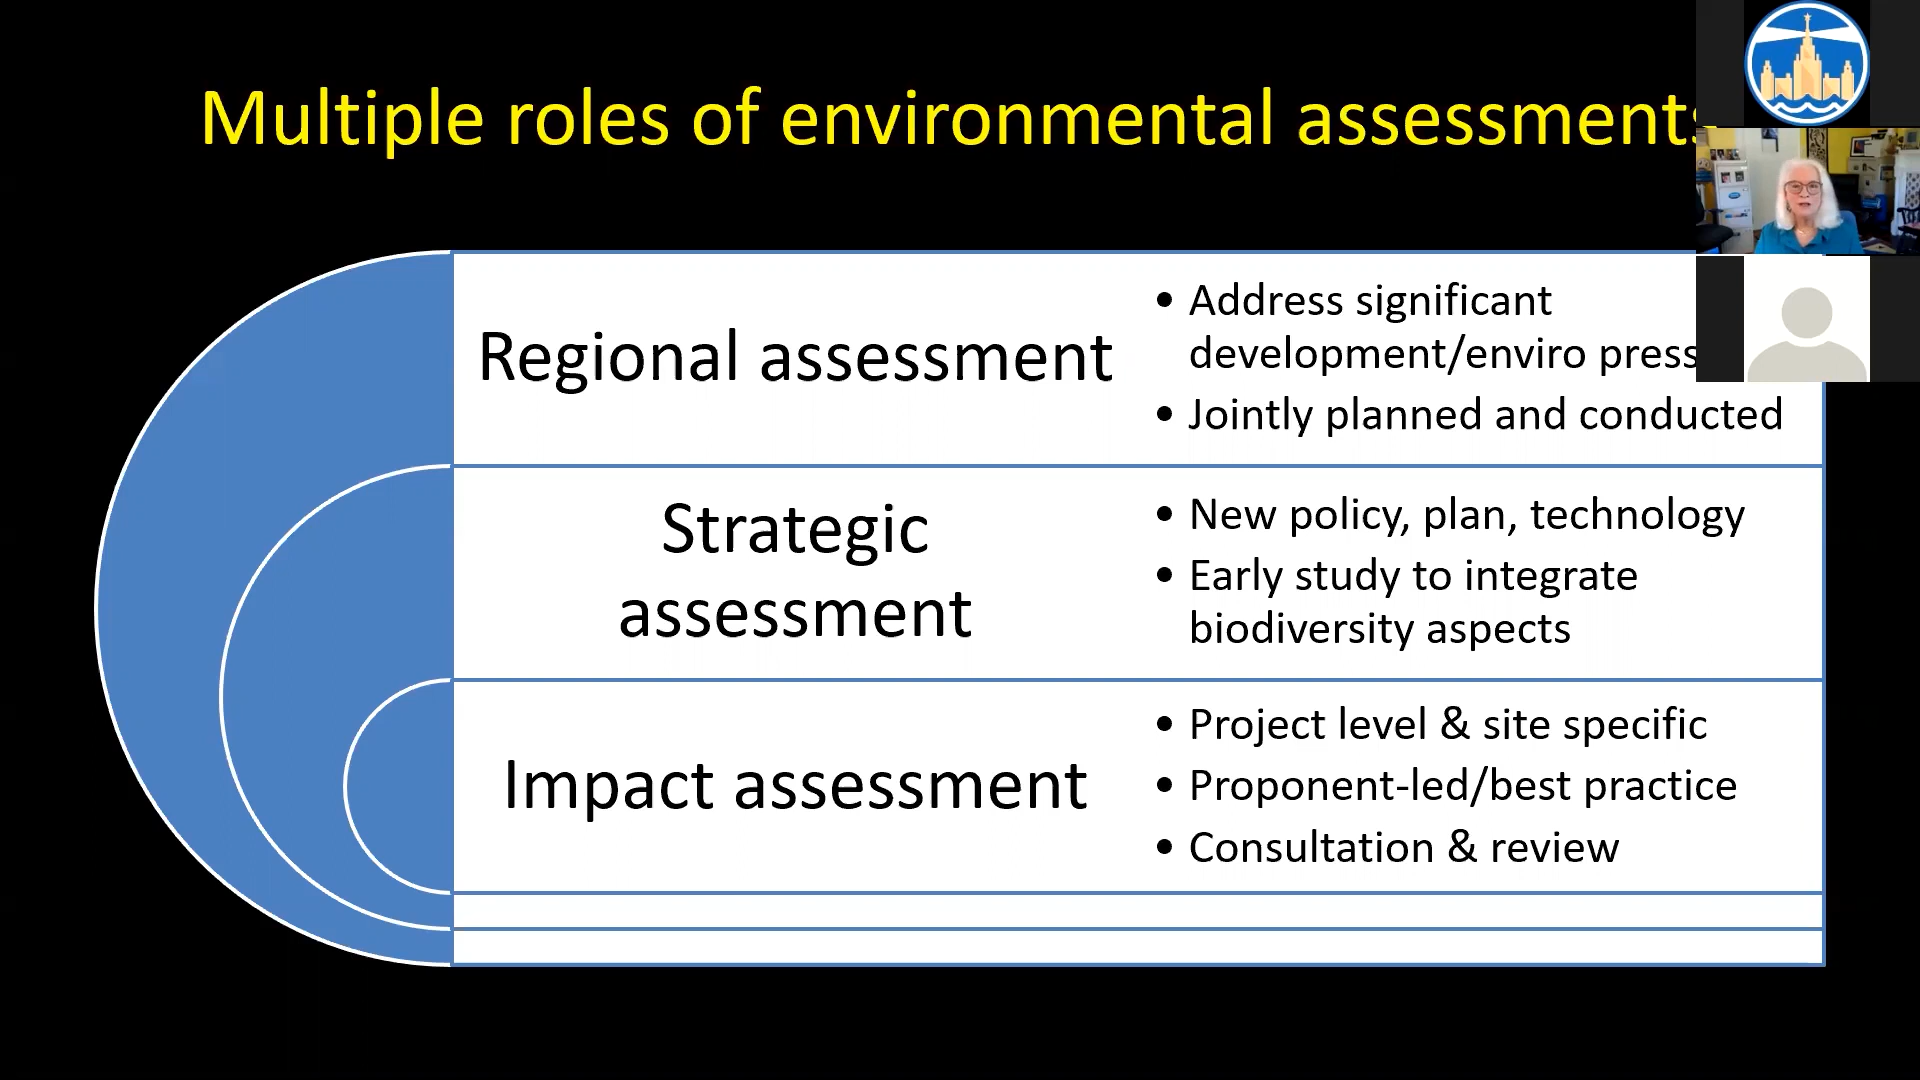 Multiple roles of environmental assessments
Regional assessment
• Address significant
development/enviro press
• Jointly planned and conducted
Strategic
assessment
• New policy, plan, technology
• Early study to integrate
biodiversity aspects
Impact assessment
• Project level & site specific
• Proponent-led/best practice
• Consultation & review